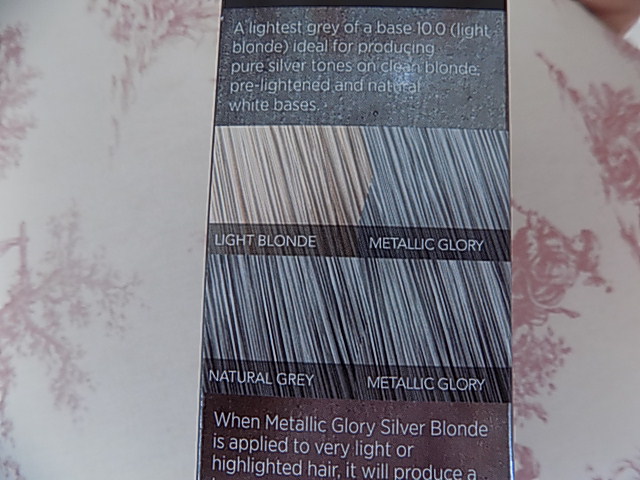 A lightest grey of a base 10.0 (light
blonde) ideal for producing
pure silver tones on clean blonde,
pre-lightened and natural
white bases.
LIGHT BLONDE METALLIC GLORY
NATURAL GREY METALLIC GLORY
When Metallic Glory Silver Blonde
is applied to very light or
highlighted hair, it will produce a